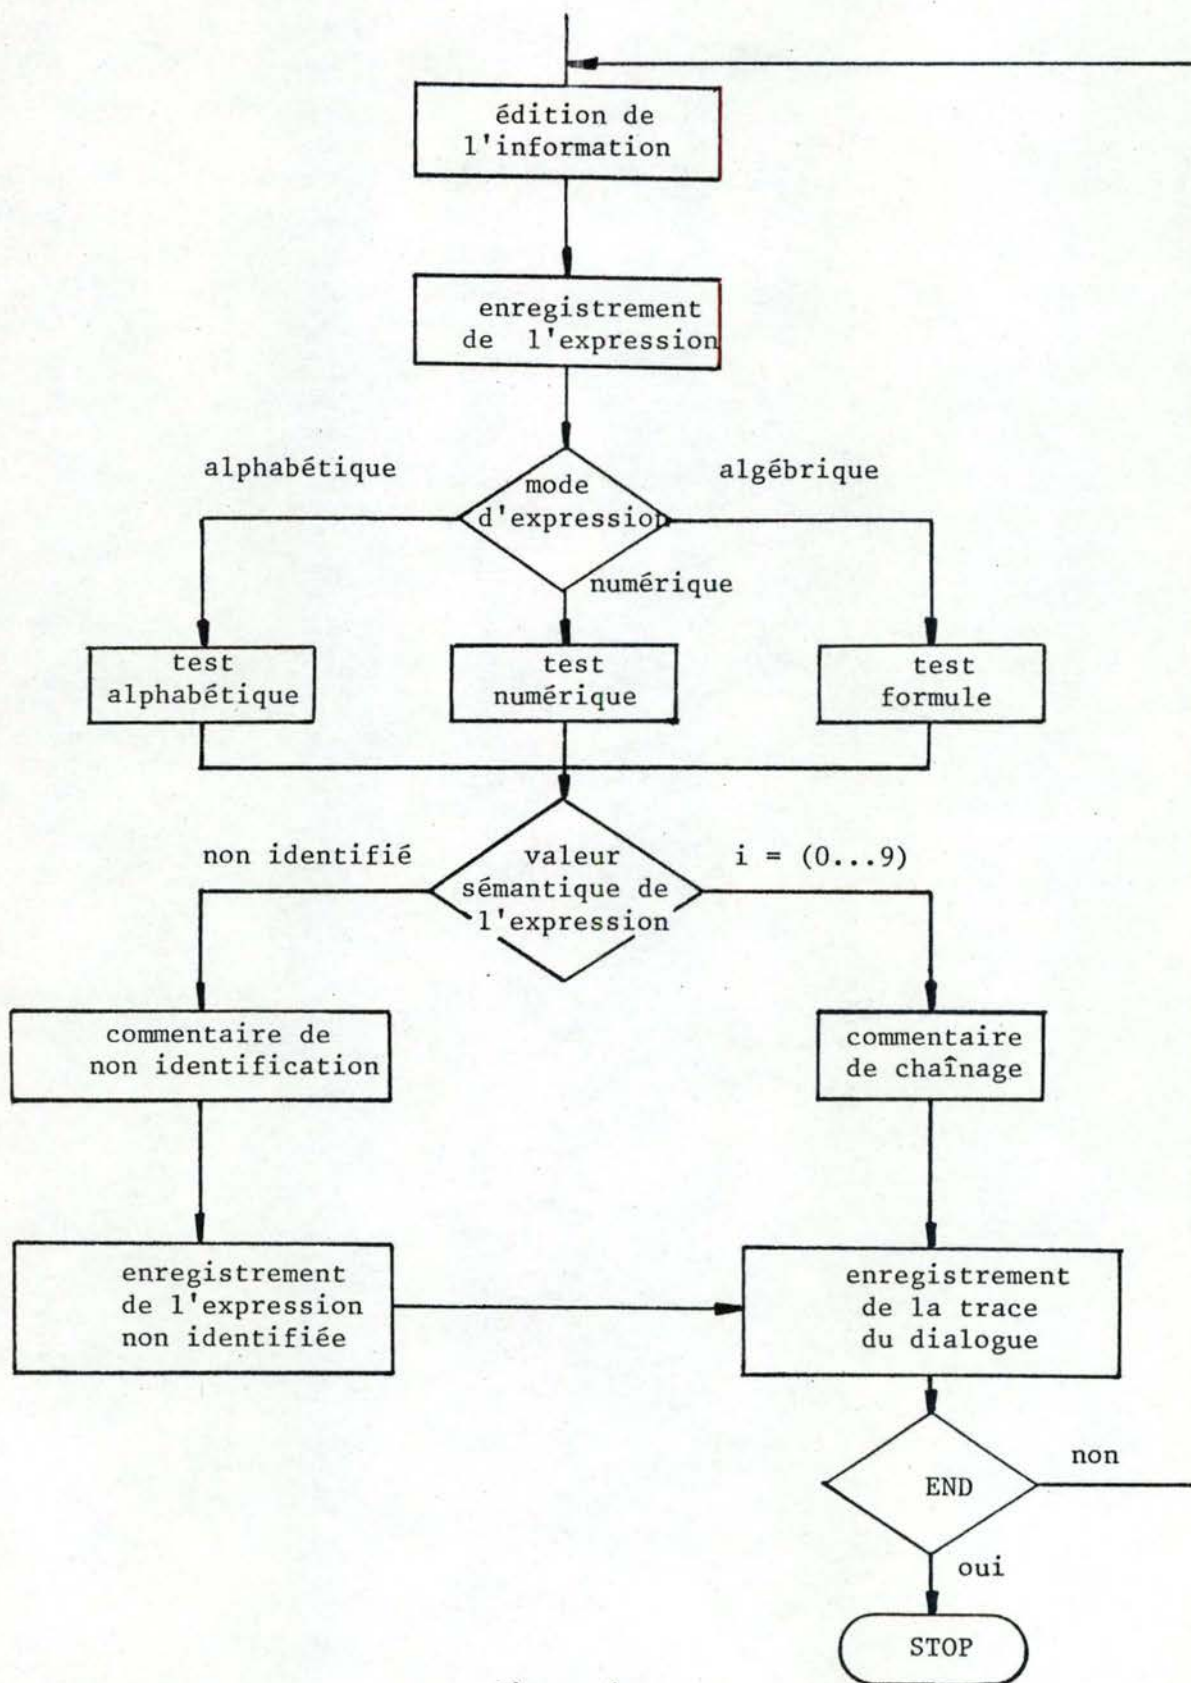 édition de
l'information
enregistrement
de l'expression
alphabétique
algébrique
mode
d'expression
numérique
test
alphabétique
test
numérique
test
formule
non identifié
valeur
sémantique de
l'expression
i = (0...9)
commentaire de
non identification
commentaire
de chaînage
enregistrement
de l'expression
non identifiée
enregistrement
de la trace
du dialogue
END
non
oui
STOP